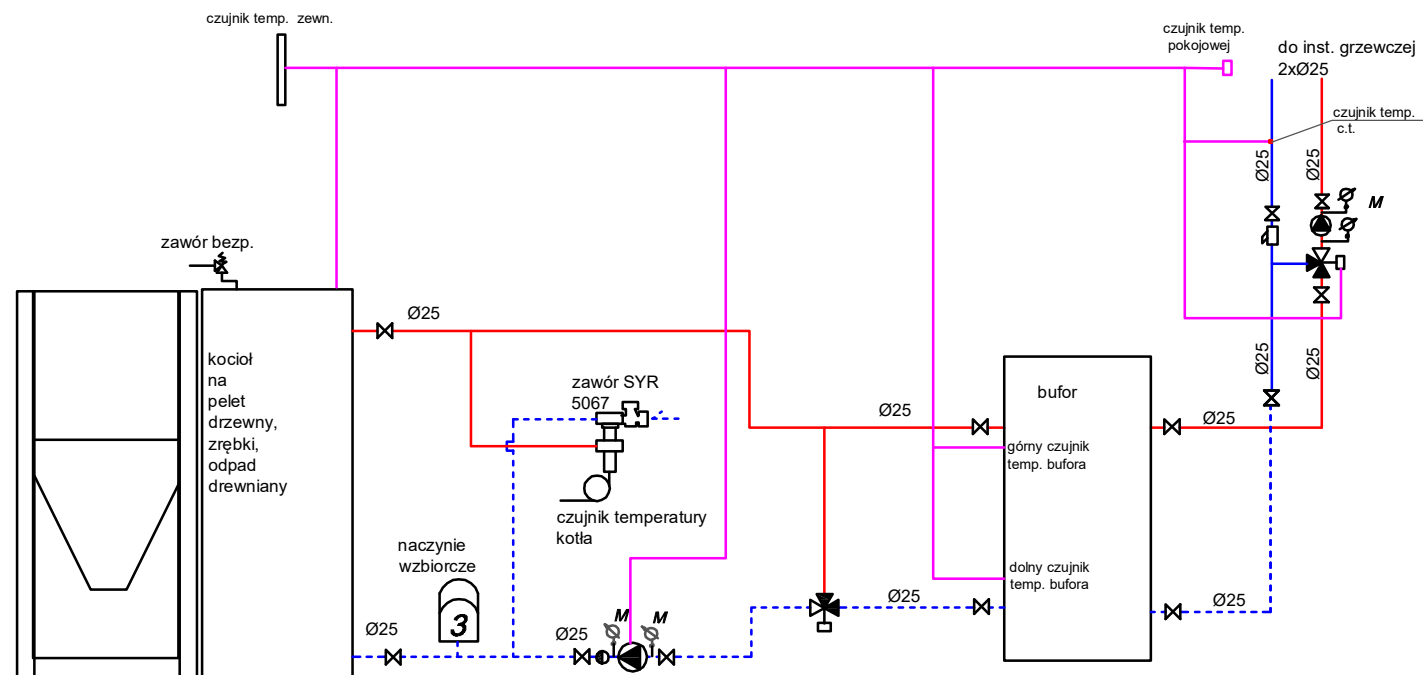 czujnik temp. zewn.
czujnik temp.
pokojowej
do inst. grzewczej
2xØ25
czujnik temp.
c.t.
Ø25
Ø25
M
zawór bezp.
Ø25
kocioł
na
pelet
drzewny,
zrębki,
odpad
drewniany
zawór SYR
5067
czujnik temperatury
kotła
Ø25
bufor
górny czujnik
temp. bufora
dolny czujnik
temp. bufora
Ø25
Ø25
Ø25
Ø25
naczynie
wzbiorcze
3
Ø25
Ø25
M
M
Ø25
Ø25